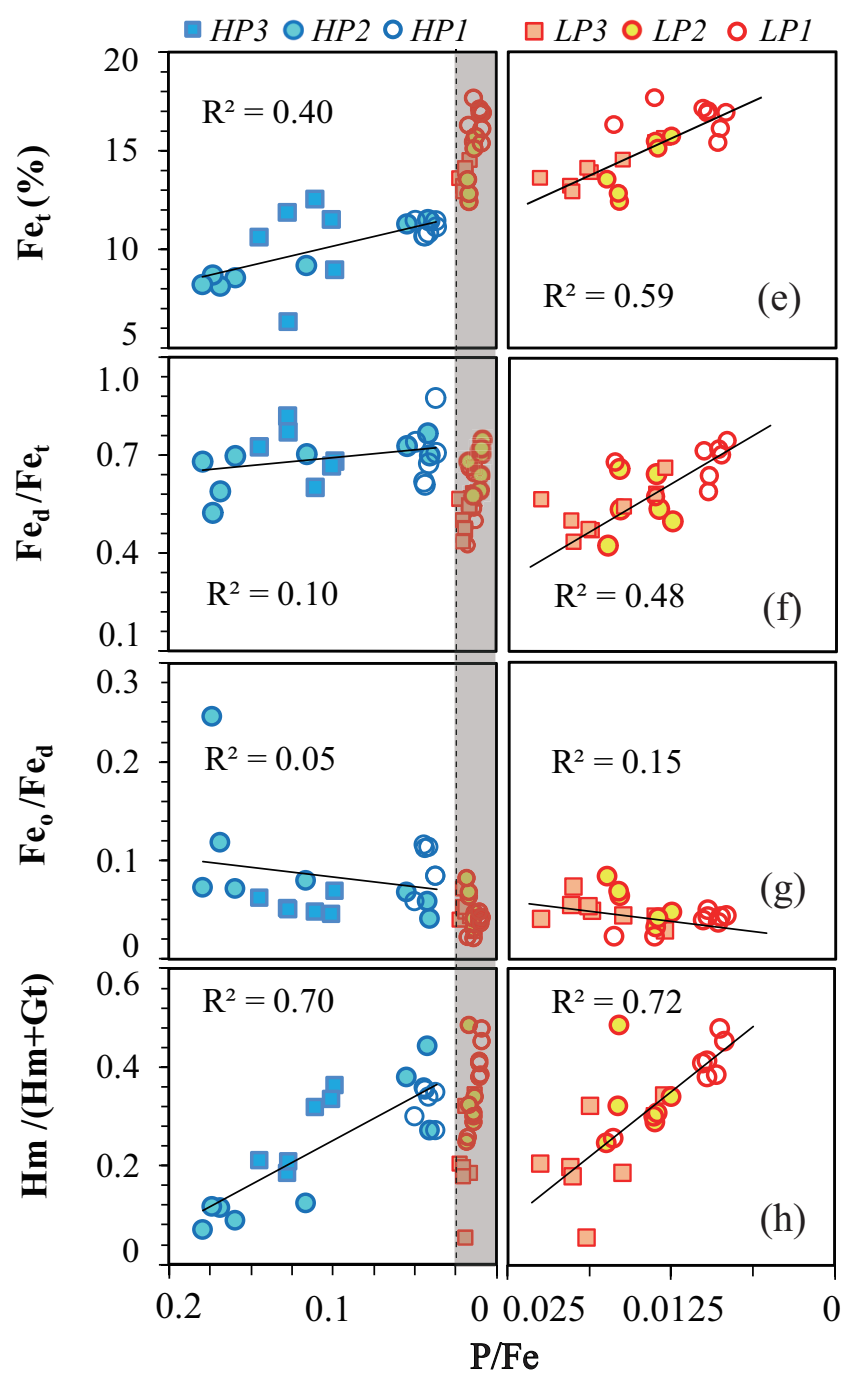 HP3 HP2 HP1 LP3 LP2 LP1
20
15
10
5
Feₜ(%)
R² = 0.40
R² = 0.59
(e)
1.0
0.7
0.4
0.1
Fe_d/Feₜ
R² = 0.10
R² = 0.48
(f)
0.3
0.2
0.1
0
Feₒ/Fe_d
R² = 0.05
R² = 0.15
(g)
0.6
0.4
0.2
0
Hm /(Hm+Gt)
R² = 0.70
R² = 0.72
(h)
0.2 0.1 0 0.025 0.0125 0
P/Fe